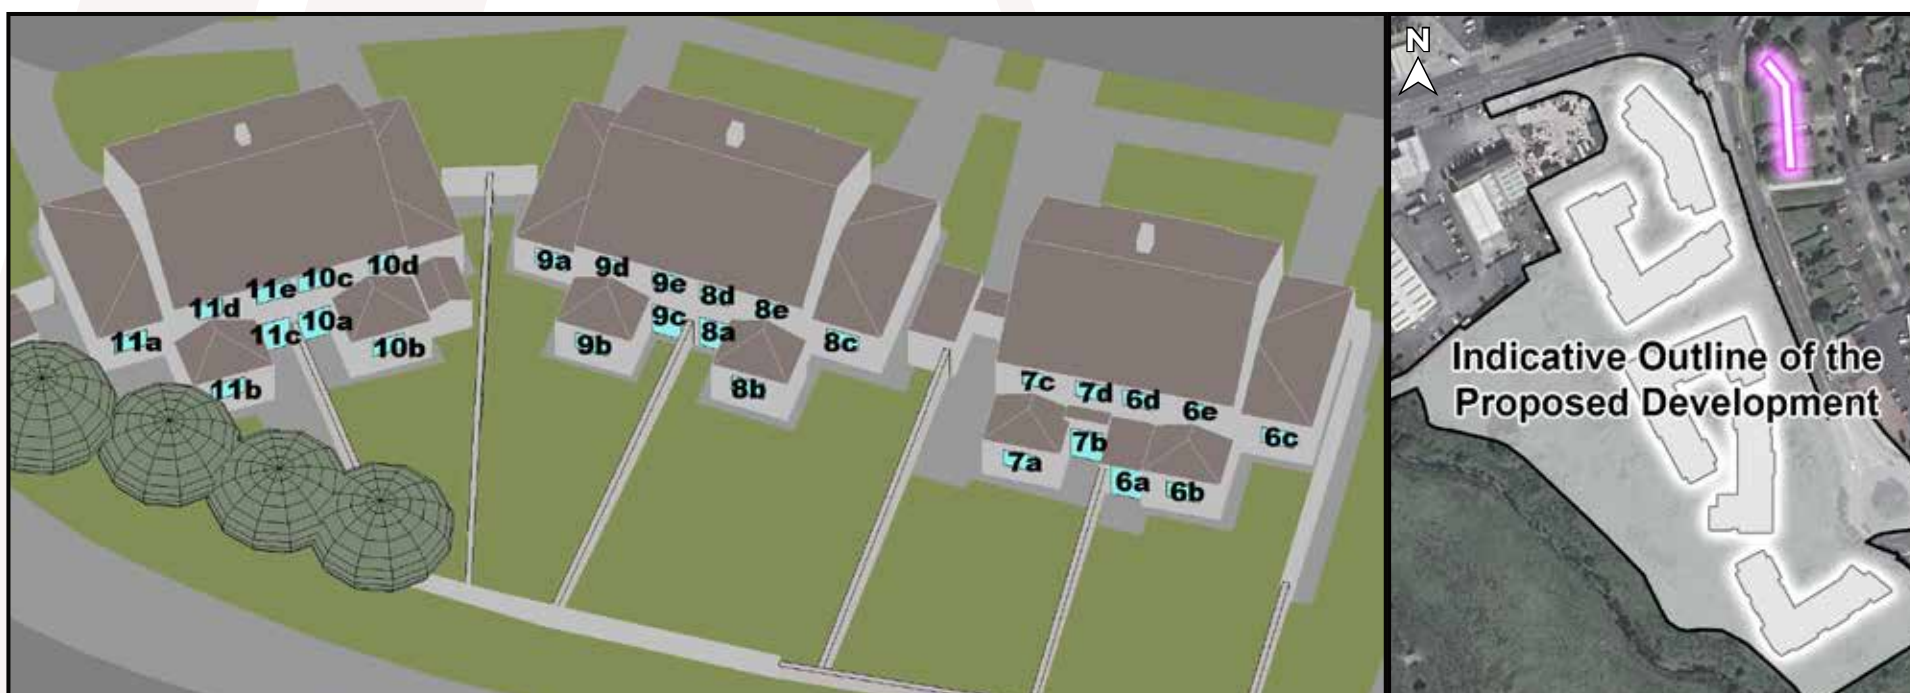 11a
11b
11d
11e
11c
10c
10a
10d
10b
9a
9d
9b
9e
9c
8d
8a
8e
8b
8c
7c
7d
7a
7b
6d
6e
6a
6b
6c
N
Indicative Outline of the
Proposed Development